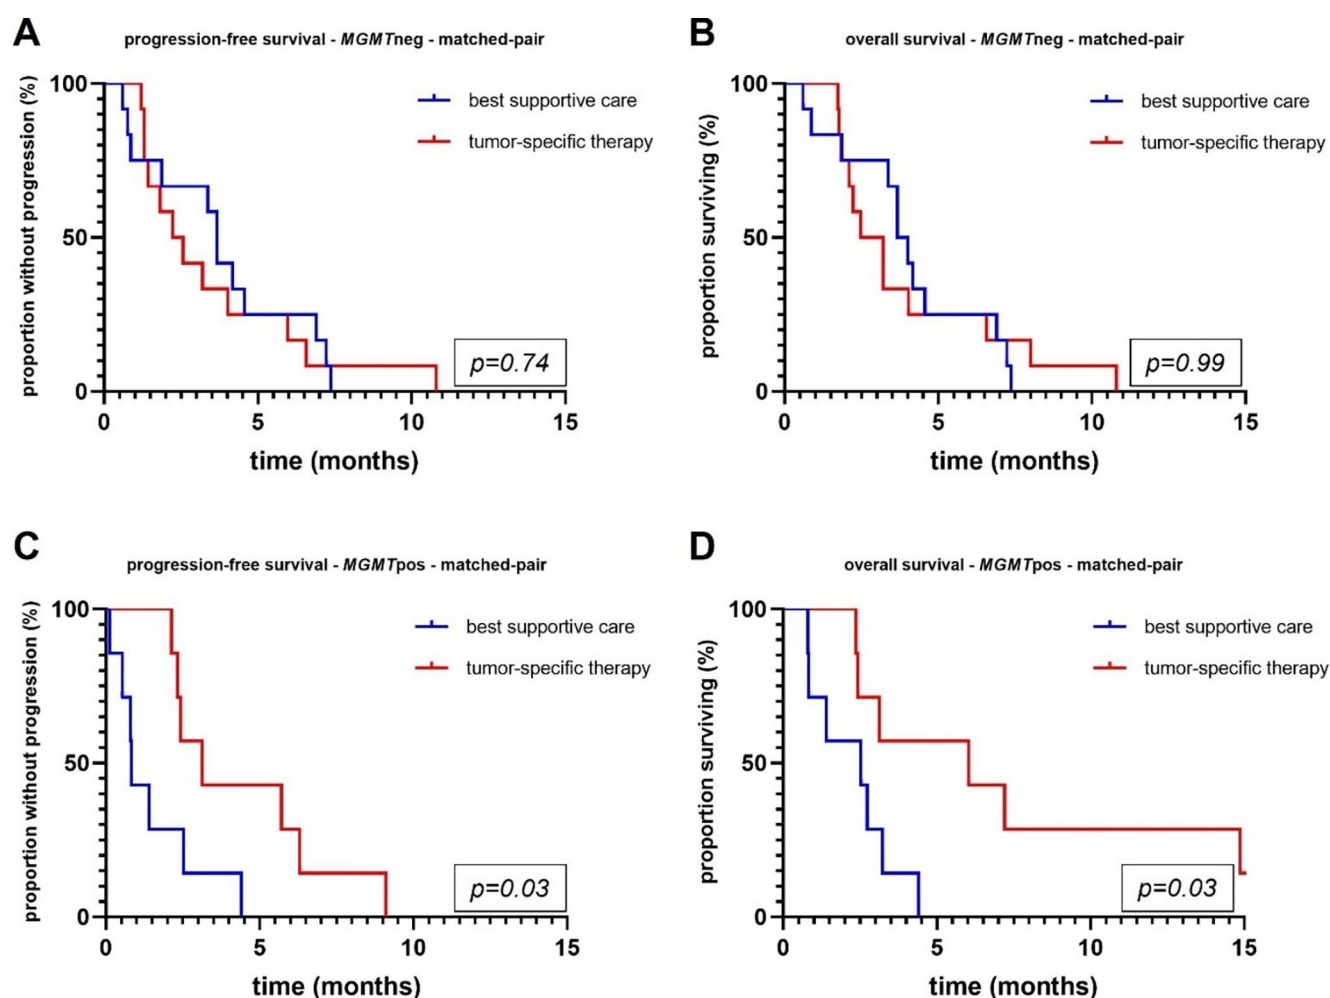 A
progression-free survival - MGMTneg - matched-pair
proportion without progression (%)
100
50
0
best supportive care
tumor-specific therapy
p=0.74
0 5 10 15
time (months)
B
overall survival - MGMTneg - matched-pair
proportion surviving (%)
100
50
0
best supportive care
tumor-specific therapy
p=0.99
0 5 10 15
time (months)
C
progression-free survival - MGMTpos - matched-pair
proportion without progression (%)
100
50
0
best supportive care
tumor-specific therapy
p=0.03
0 5 10 15
time (months)
D
overall survival - MGMTpos - matched-pair
proportion surviving (%)
100
50
0
best supportive care
tumor-specific therapy
p=0.03
0 5 10 15
time (months)